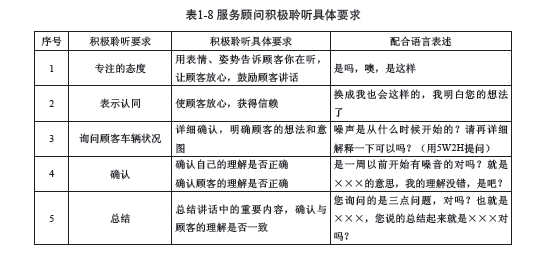 表1-8 服务顾问积极聆听具体要求
序号 积极聆听要求 积极聆听具体要求 配合语言表述
1 专注的态度 用表情、姿势告诉顾客你在听，
让顾客放心，鼓励顾客讲话 是吗，噢，是这样
2 表示认同 使顾客放心，获得信赖 换成我也会这样的，我明白您的想法
了
3 询问顾客车辆状况 详细确认，明确顾客的想法和意
图 噪声是从什么时候开始的？请再详细
解释一下可以吗？（用5W2H提问）
4 确认 确认自己的理解是否正确
确认顾客的理解是否正确 是一周以前开始有噪音的对吗？就是
×××的意思，我的理解没错，是吧？
5 总结 总结讲话中的重要内容，确认与
顾客的理解是否一致 您询问的是三点问题，对吗？也就是
×××，您说的总结起来就是×××对
吗？